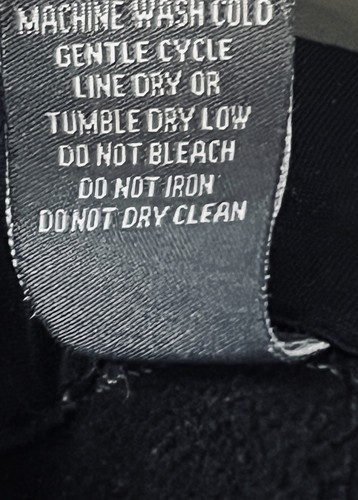 MACHINE WASH COLD
GENTLE CYCLE
LINE DRY OR
TUMBLE DRY LOW
DO NOT BLEACH
DO NOT IRON
DO NOT DRY CLEAN